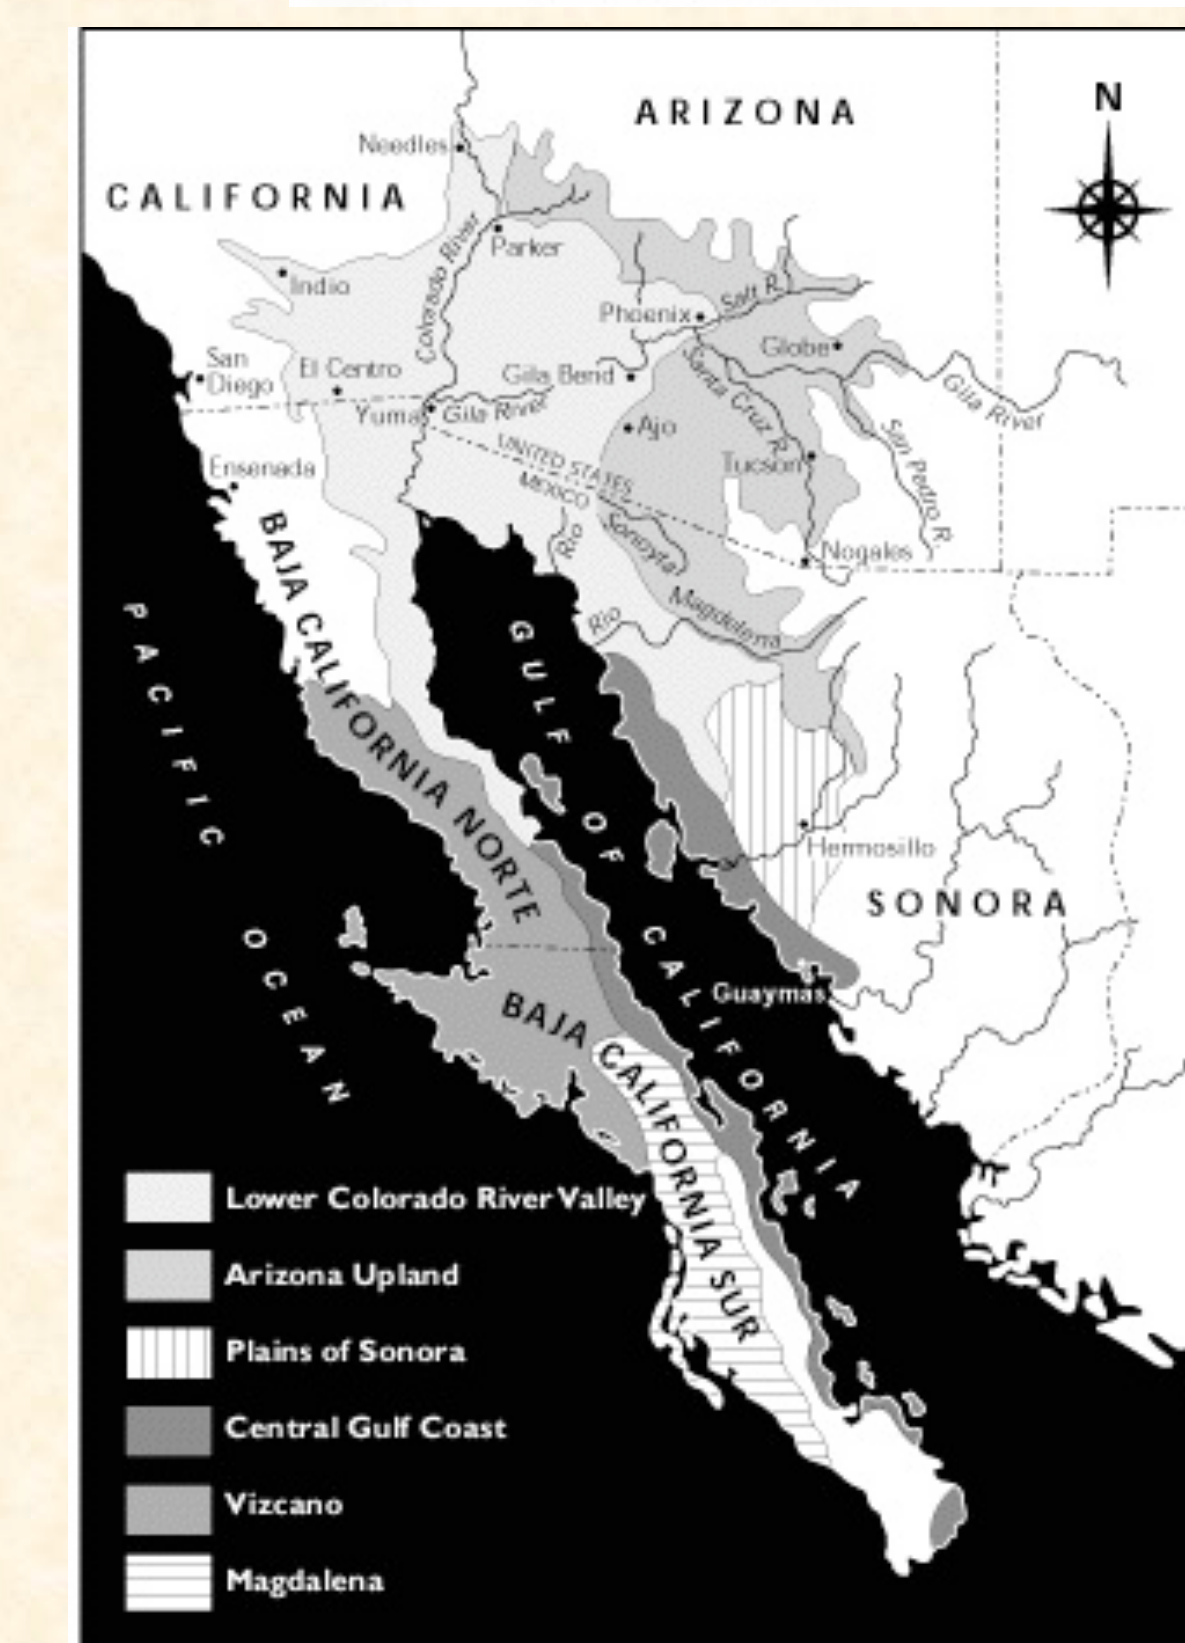 ARIZONA
N
Needles
CALIFORNIA
Colorado River
Parker
Indio
Salt R.
Phoenix
Globe
San
Diego
El Centro
Gila Bend
Santa Cruz R.
Gila River
Yuma
Gila River
Ajo
San Pedro R.
UNITED STATES
MEXICO
Tucson
Ensenada
Rio
Sonoyta
Nogales
BAJA CALIFORNIA NORTE
Rio
Magdelena
PACIFIC OCEAN
GULF OF CALIFORNIA
Hermosillo
SONORA
Guaymas
BAJA CALIFORNIA SUR
Lower Colorado River Valley
Arizona Upland
Plains of Sonora
Central Gulf Coast
Vizcano
Magdalena